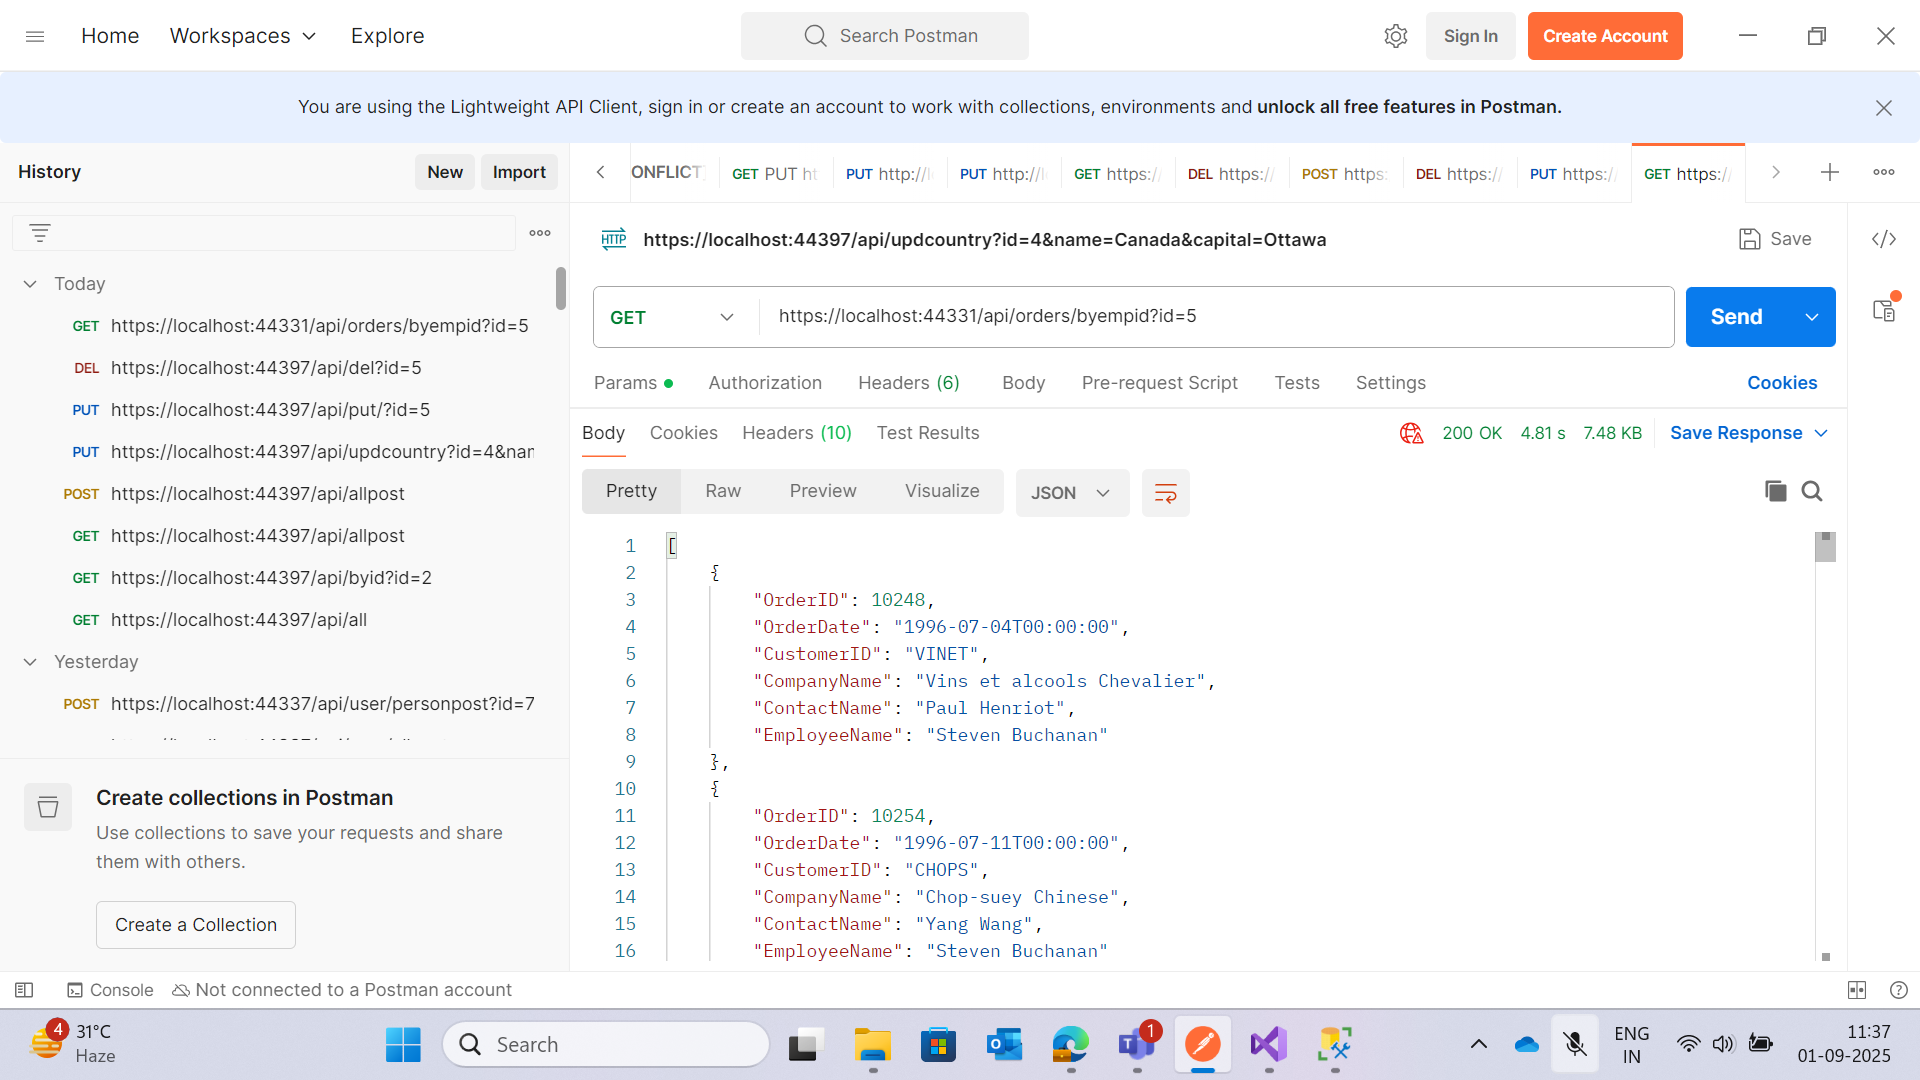 Home
Workspaces
Explore
Search Postman
Sign In
Create Account
You are using the Lightweight API Client, sign in or create an account to work with collections, environments and unlock all free features in Postman.
History
New
Import
ONFLICT
GET PUT ht
PUT http://l
PUT http://l
GET https:/
DEL https:/
POST https:
DEL https:/
PUT https:/
GET https:/
HTTP
https://localhost:44397/api/updcountry?id=4&name=Canada&capital=Ottawa
Save
Today
GET https://localhost:44331/api/orders/byempid?id=5
DEL https://localhost:44397/api/del?id=5
PUT https://localhost:44397/api/put/?id=5
PUT https://localhost:44397/api/updcountry?id=4&nar
POST https://localhost:44397/api/allpost
GET https://localhost:44397/api/allpost
GET https://localhost:44397/api/byid?id=2
GET https://localhost:44397/api/all
Yesterday
POST https://localhost:44337/api/user/personpost?id=7
Create collections in Postman
Use collections to save your requests and share
them with others.
Create a Collection
GET
https://localhost:44331/api/orders/byempid?id=5
Send
Params
Authorization
Headers (6)
Body
Pre-request Script
Tests
Settings
Cookies
Body
Cookies
Headers (10)
Test Results
200 OK
4.81 s
7.48 KB
Save Response
Pretty
Raw
Preview
Visualize
JSON
1 [
2 {
3 "OrderID": 10248,
4 "OrderDate": "1996-07-04T00:00:00",
5 "CustomerID": "VINET",
6 "CompanyName": "Vins et alcools Chevalier",
7 "ContactName": "Paul Henriot",
8 "EmployeeName": "Steven Buchanan"
9 },
10 {
11 "OrderID": 10254,
12 "OrderDate": "1996-07-11T00:00:00",
13 "CustomerID": "CHOPS",
14 "CompanyName": "Chop-suey Chinese",
15 "ContactName": "Yang Wang",
16 "EmployeeName": "Steven Buchanan"
Console
Not connected to a Postman account
4
31°C
Haze
Search
1
ENG
IN
11:37
01-09-2025